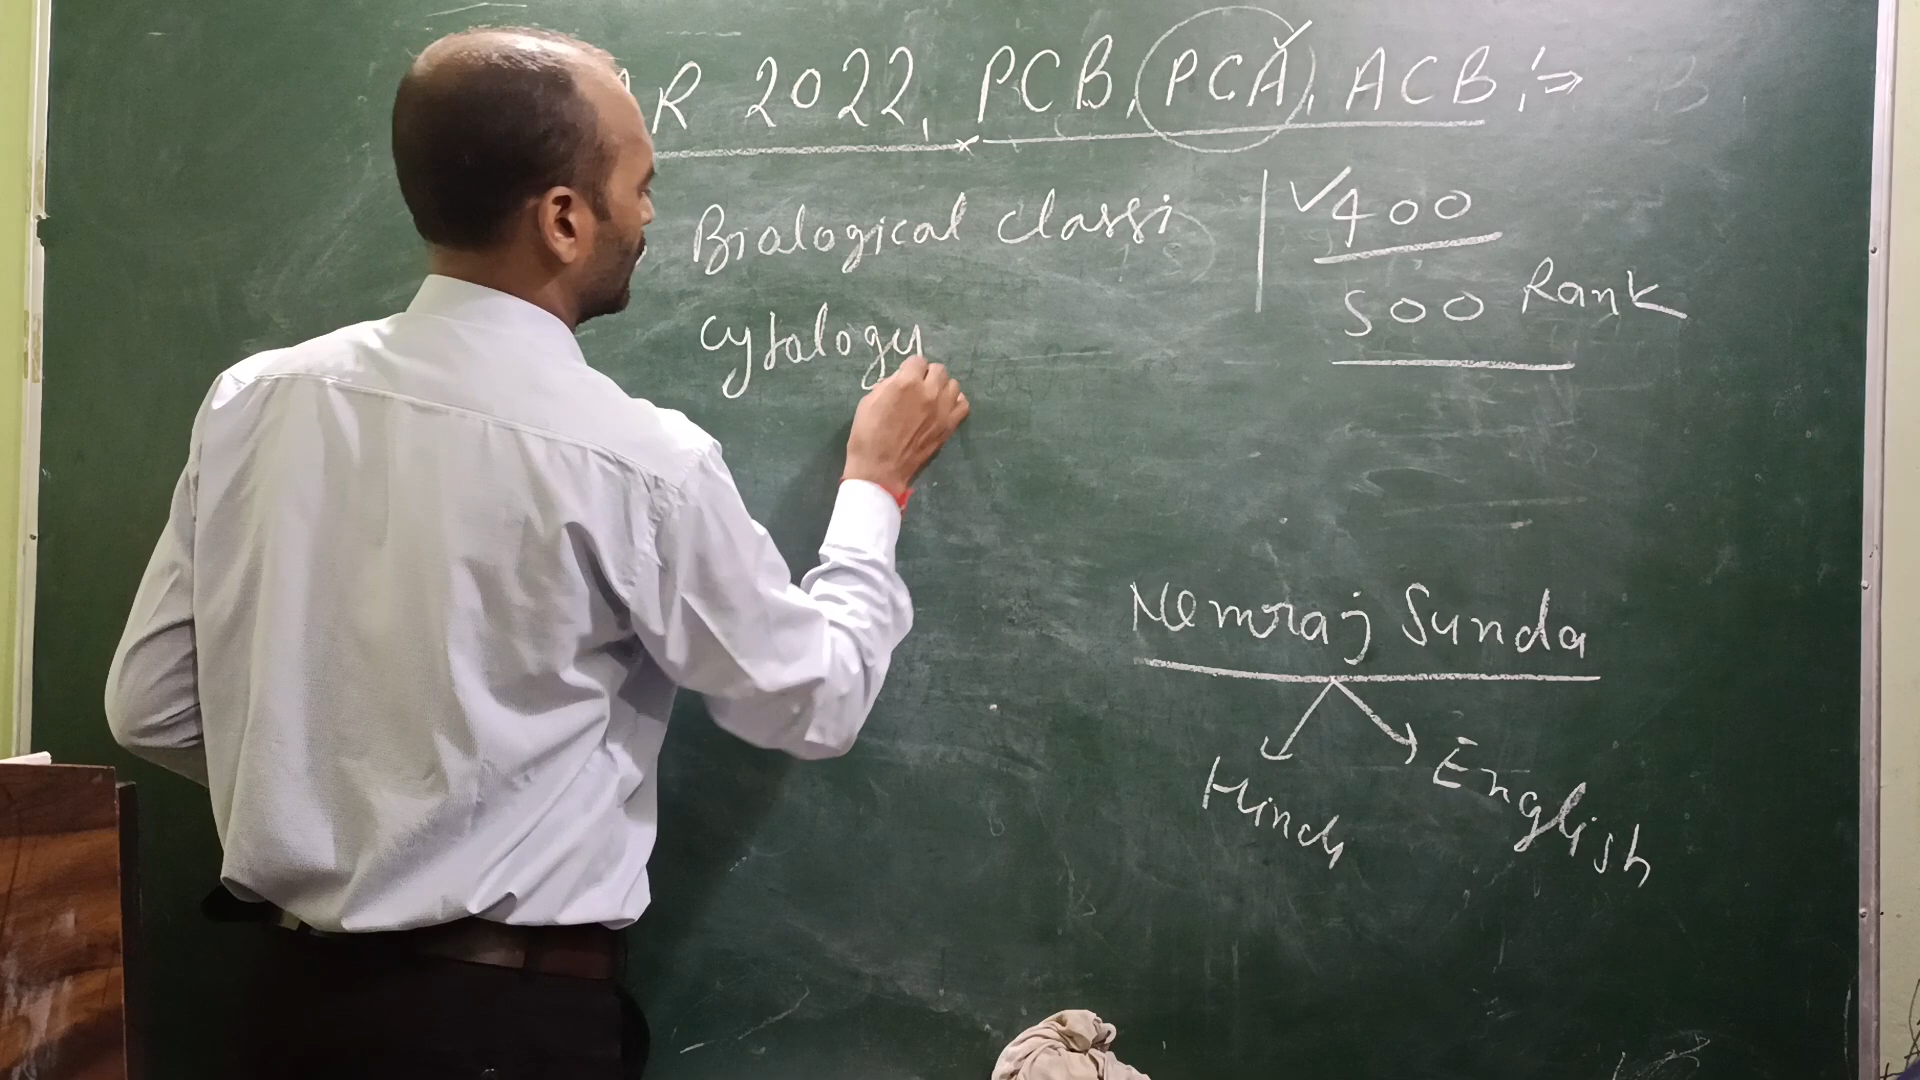 R 2022, PCB, PCA, ACB :⇒
Biological classi
✓400
500 Rank
cytology
Nemraj Sunda
Hindi
English